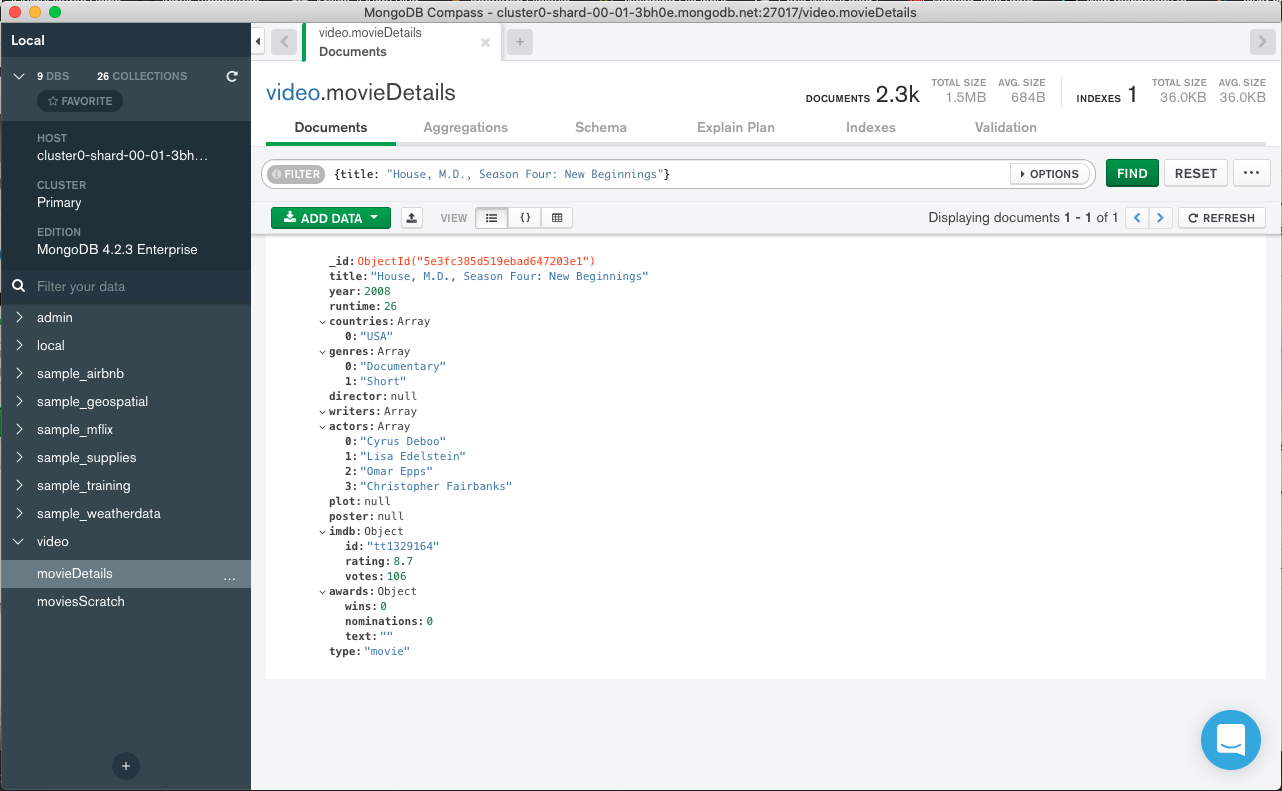 MongoDB Compass - cluster0-shard-00-01-3bh0e.mongodb.net:27017/video.movieDetails
Local
9 DBS 26 COLLECTIONS
FAVORITE
HOST
cluster0-shard-00-01-3bh...
CLUSTER
Primary
EDITION
MongoDB 4.2.3 Enterprise
Filter your data
admin
local
sample_airbnb
sample_geospatial
sample_mflix
sample_supplies
sample_training
sample_weatherdata
video
movieDetails ...
moviesScratch
+
video.movieDetails
Documents
+
video.movieDetails
DOCUMENTS 2.3k TOTAL SIZE 1.5MB AVG. SIZE 684B INDEXES 1 TOTAL SIZE 36.0KB AVG. SIZE 36.0KB
Documents Aggregations Schema Explain Plan Indexes Validation
FILTER {title: "House, M.D., Season Four: New Beginnings"} OPTIONS FIND RESET ...
ADD DATA VIEW {} Displaying documents 1 - 1 of 1 REFRESH
_id: ObjectId("5e3fc385d519ebad647203e1")
title: "House, M.D., Season Four: New Beginnings"
year: 2008
runtime: 26
countries: Array
0: "USA"
genres: Array
0: "Documentary"
1: "Short"
director: null
writers: Array
actors: Array
0: "Cyrus Deboo"
1: "Lisa Edelstein"
2: "Omar Epps"
3: "Christopher Fairbanks"
plot: null
poster: null
imdb: Object
id: "tt1329164"
rating: 8.7
votes: 106
awards: Object
wins: 0
nominations: 0
text: ""
type: "movie"